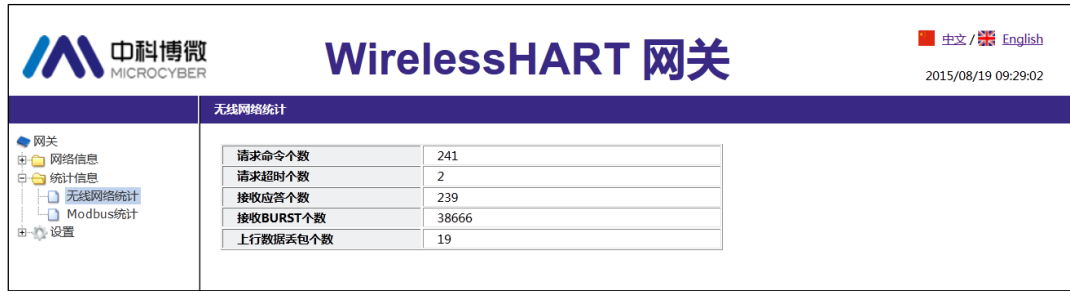 中科博微
MICROCYBER
WirelessHART 网关
中文 / English
2015/08/19 09:29:02
无线网络统计
网关
网络信息
统计信息
无线网络统计
Modbus统计
设置
请求命令个数 241
请求超时个数 2
接收应答个数 239
接收BURST个数 38666
上行数据丢包个数 19